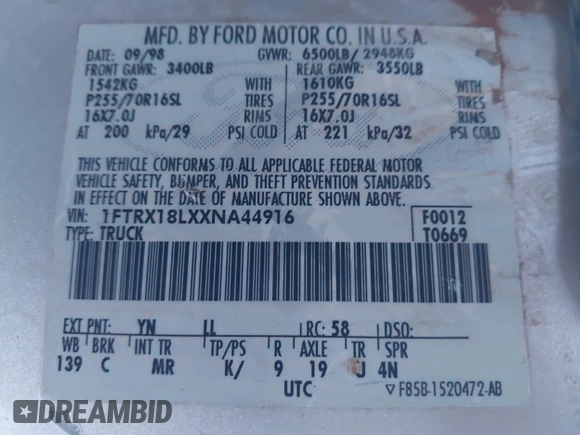 MFD. BY FORD MOTOR CO. IN U.S.A.
DATE: 09/98 GVWR: 6500LB/ 2948KG
FRONT GAWR: 3400LB REAR GAWR: 3550LB
1542KG WITH 1610KG WITH
P255/70R16SL TIRES P255/70R16SL TIRES
16X7.0J RIMS 16X7.0J RIMS
AT 200 kPa/29 PSI COLD AT 221 kPa/32 PSI COLD
THIS VEHICLE CONFORMS TO ALL APPLICABLE FEDERAL MOTOR
VEHICLE SAFETY, BUMPER, AND THEFT PREVENTION STANDARDS
IN EFFECT ON THE DATE OF MANUFACTURE SHOWN ABOVE.
VIN: 1FTRX18LXXNA44916 F0012
TYPE: TRUCK T0669
EXT PNT: YN LL RC: 58 DSO:
WB BRK INT TR TP/PS R AXLE TR SPR
139 C MR K/ 9 19 U 4N
UTC F85B-1520472-AB
DREAMBID